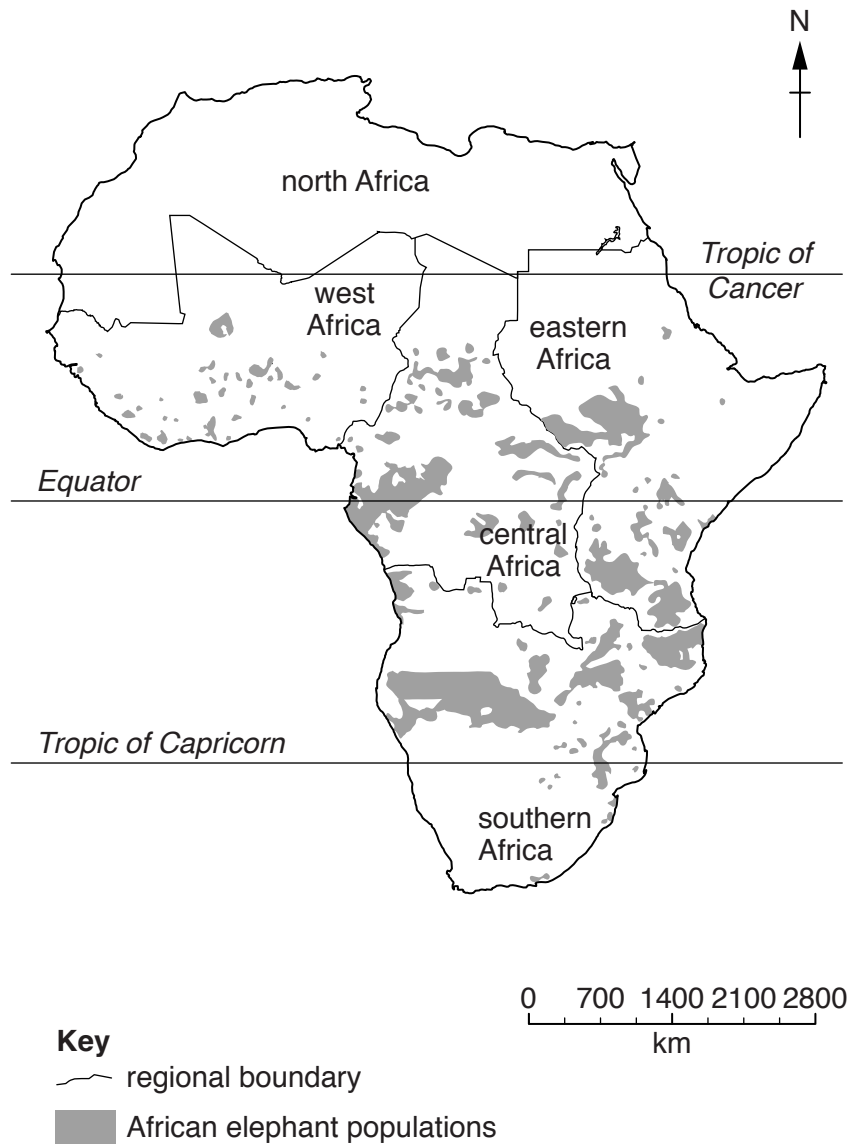 N
north Africa
Tropic of
Cancer
west
Africa
eastern
Africa
Equator
central
Africa
Tropic of Capricorn
southern
Africa
0 700 1400 2100 2800
km
Key
regional boundary
African elephant populations